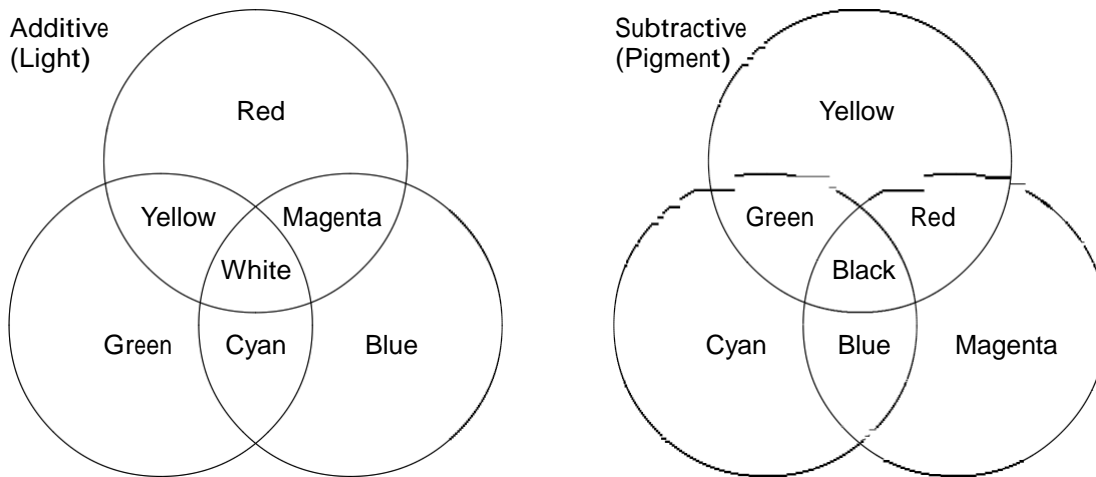 Additive
(Light)
Red
Yellow
Magenta
White
Green
Cyan
Blue
Subtractive
(Pigment)
Yellow
Green
Red
Black
Cyan
Blue
Magenta